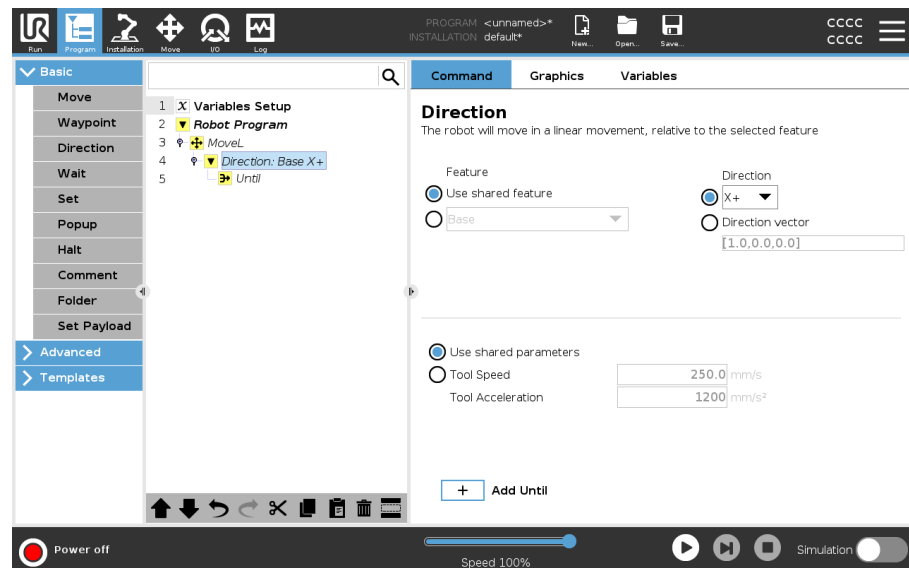 PROGRAM <unnamed>*
INSTALLATION default*
CCCC
CCCC
UR
Run
Program
Installation
Move
I/O
Log
New...
Open...
Save...
Basic
Move
Waypoint
Direction
Wait
Set
Popup
Halt
Comment
Folder
Set Payload
Advanced
Templates
1 X Variables Setup
2 Robot Program
3 MoveL
4 Direction: Base X+
5 Until
Command Graphics Variables
Direction
The robot will move in a linear movement, relative to the selected feature
Feature
Use shared feature
Base
Direction
X+
Direction vector
[1.0,0.0,0.0]
Use shared parameters
Tool Speed 250.0 mm/s
Tool Acceleration 1200 mm/s²
+ Add Until
Power off
Speed 100%
Simulation